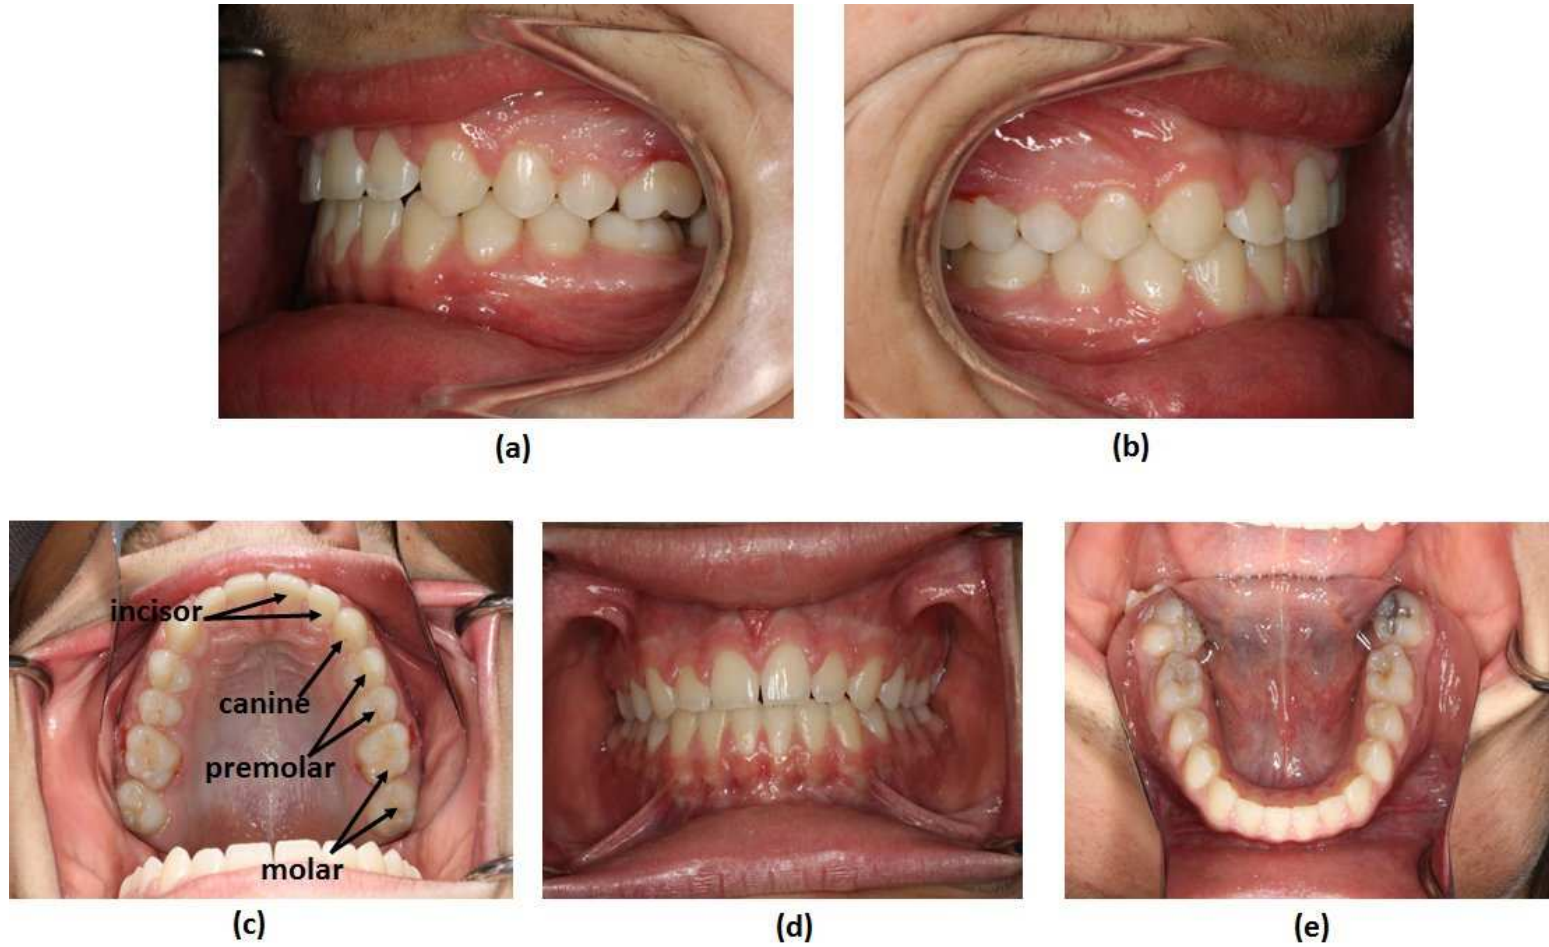 (a)
(b)
incisor
canine
premolar
molar
(c)
(d)
(e)